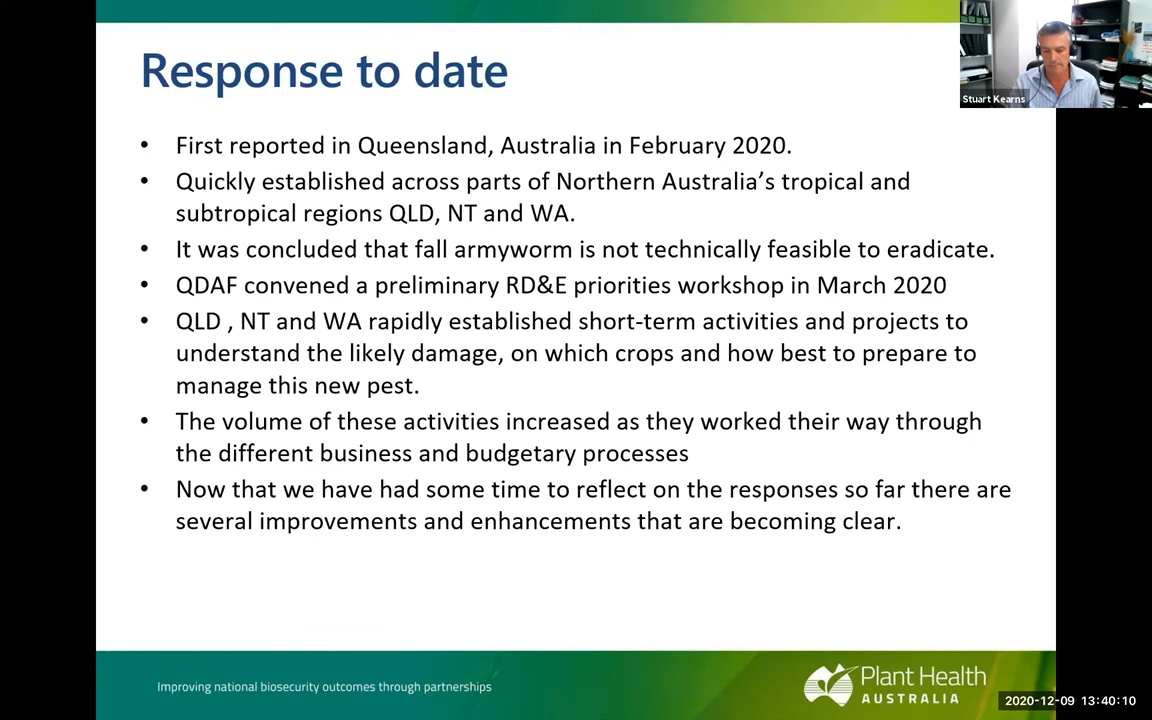 Response to date
Stuart Kearns
• First reported in Queensland, Australia in February 2020.
• Quickly established across parts of Northern Australia’s tropical and
subtropical regions QLD, NT and WA.
• It was concluded that fall armyworm is not technically feasible to eradicate.
• QDAF convened a preliminary RD&E priorities workshop in March 2020
• QLD , NT and WA rapidly established short-term activities and projects to
understand the likely damage, on which crops and how best to prepare to
manage this new pest.
• The volume of these activities increased as they worked their way through
the different business and budgetary processes
• Now that we have had some time to reflect on the responses so far there are
several improvements and enhancements that are becoming clear.
Improving national biosecurity outcomes through partnerships
Plant Health
AUSTRALIA
2020-12-09 13:40:10